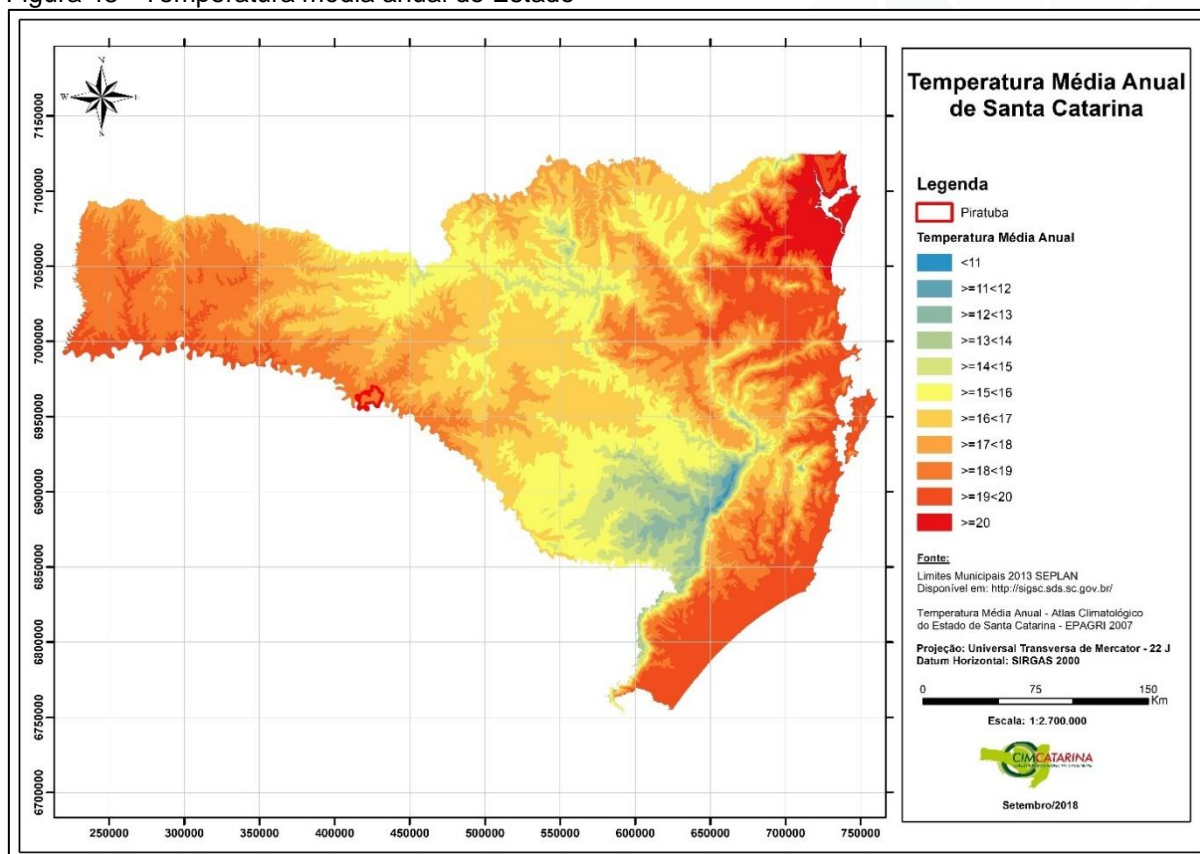 Figura 48 - Temperatura média anual do Estado
Temperatura Média Anual
de Santa Catarina
Legenda
Piratuba
Temperatura Média Anual
<11
>=11<12
>=12<13
>=13<14
>=14<15
>=15<16
>=16<17
>=17<18
>=18<19
>=19<20
>=20
Fonte:
Limites Municipais 2013 SEPLAN
Disponível em: http://sigsc.sds.sc.gov.br/
Temperatura Média Anual - Atlas Climatológico
do Estado de Santa Catarina - EPAGRI 2007
Projeção: Universal Transversa de Mercator - 22 J
Datum Horizontal: SIRGAS 2000
0 75 150
Km
Escala: 1:2.700.000
CIMCATARINA
Setembro/2018
N
W E
S
7150000
7100000
7050000
7000000
6950000
6900000
6850000
6800000
6750000
6700000
250000 300000 350000 400000 450000 500000 550000 600000 650000 700000 750000